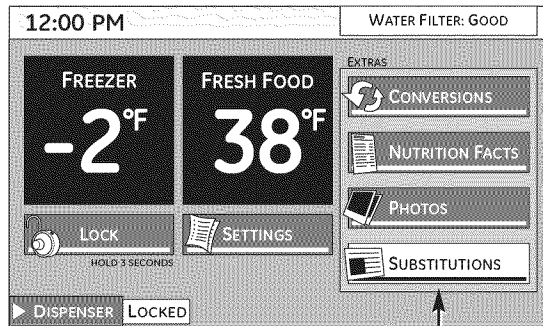 12:00 PM
WATER FILTER: GOOD
EXTRAS
FREEZER
-2°F
FRESH FOOD
38°F
CONVERSIONS
NUTRITION FACTS
PHOTOS
SUBSTITUTIONS
LOCK
HOLD 3 SECONDS
SETTINGS
DISPENSER LOCKED